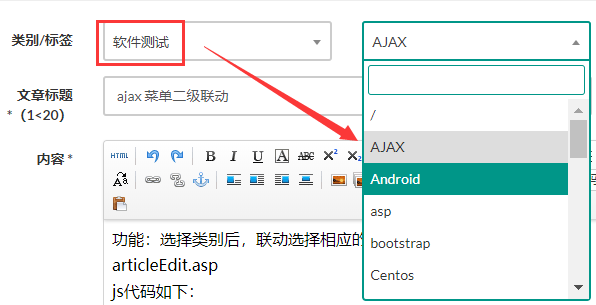 类别/标签
软件测试
AJAX
文章标题
*（1<20）
ajax 菜单二级联动
/
AJAX
Android
asp
bootstrap
Centos
内容 *
HTML
B I U A ABC X² X₂
功能：选择类别后，联动选择相应的
articleEdit.asp
js代码如下：